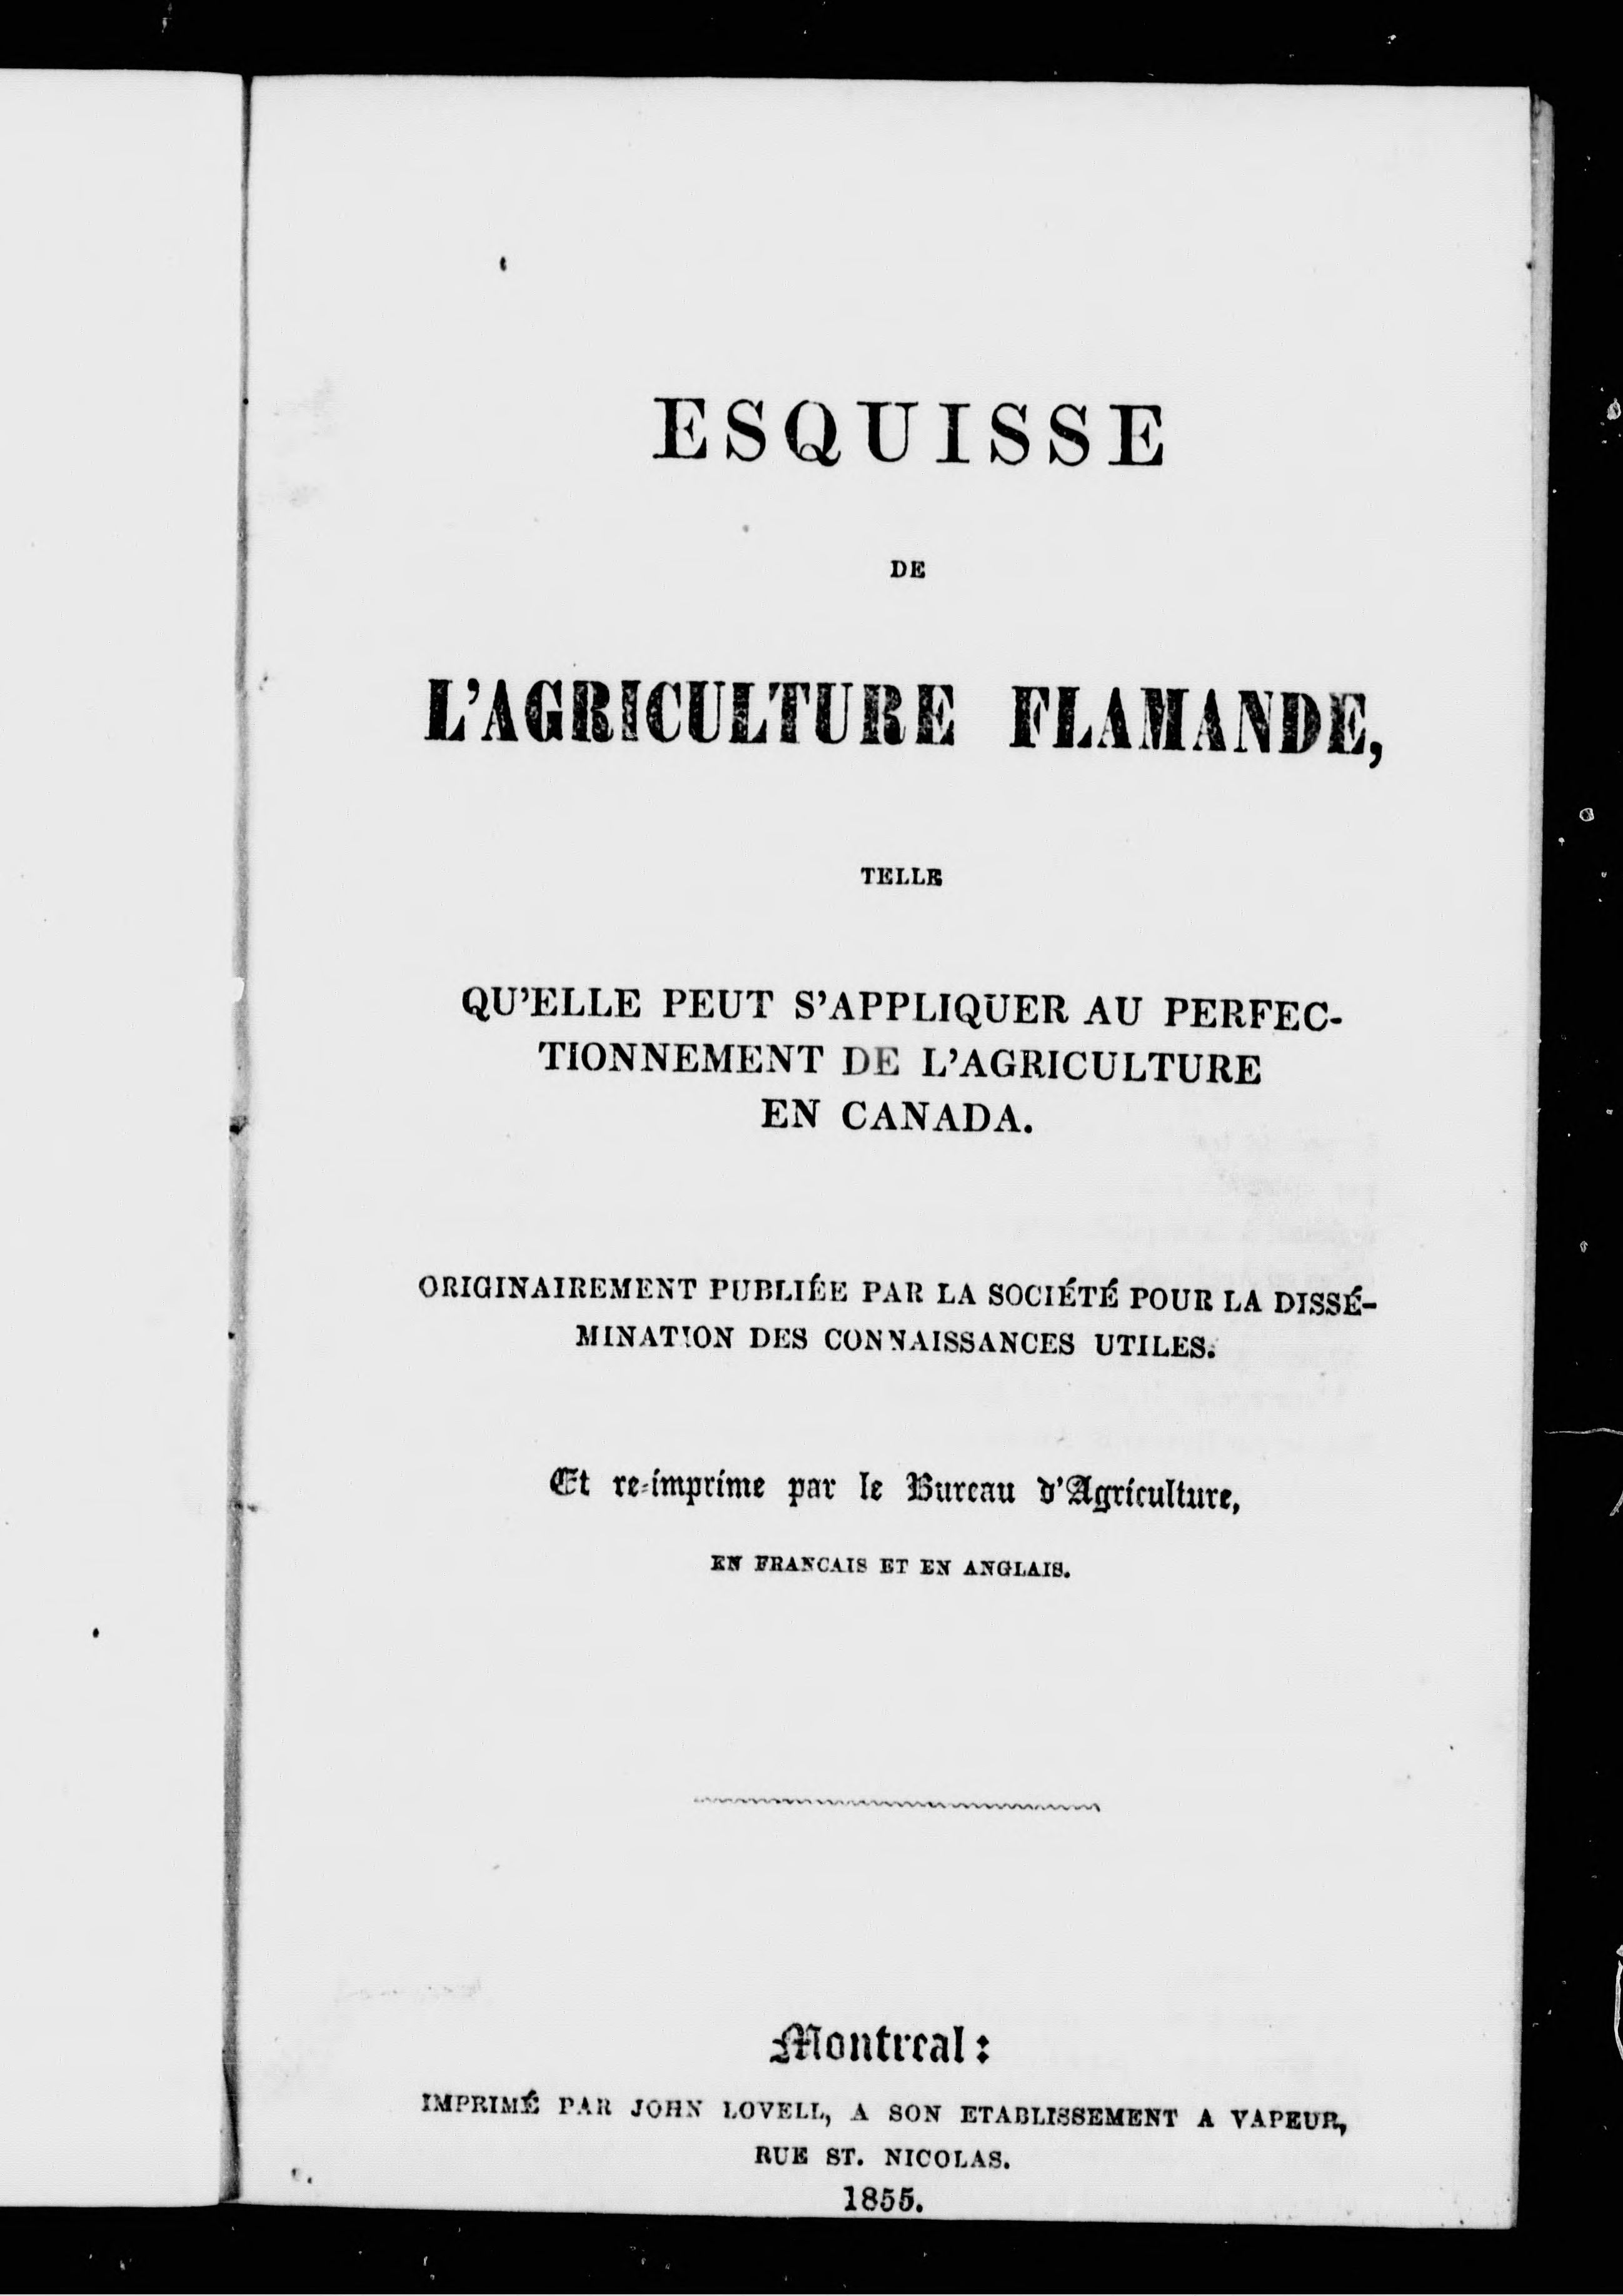 ESQUISSE
DE
L'AGRICULTURE FLAMANDE,
TELLE
QU'ELLE PEUT S'APPLIQUER AU PERFEC-
TIONNEMENT DE L'AGRICULTURE
EN CANADA.
ORIGINAIREMENT PUBLIÉE PAR LA SOCIÉTÉ POUR LA DISSÉ-
MINATION DES CONNAISSANCES UTILES.
Et re-imprime par le Bureau d'Agriculture,
EN FRANCAIS ET EN ANGLAIS.
Montreal:
IMPRIMÉ PAR JOHN LOVELL, A SON ETABLISSEMENT A VAPEUR,
RUE ST. NICOLAS.
1855.